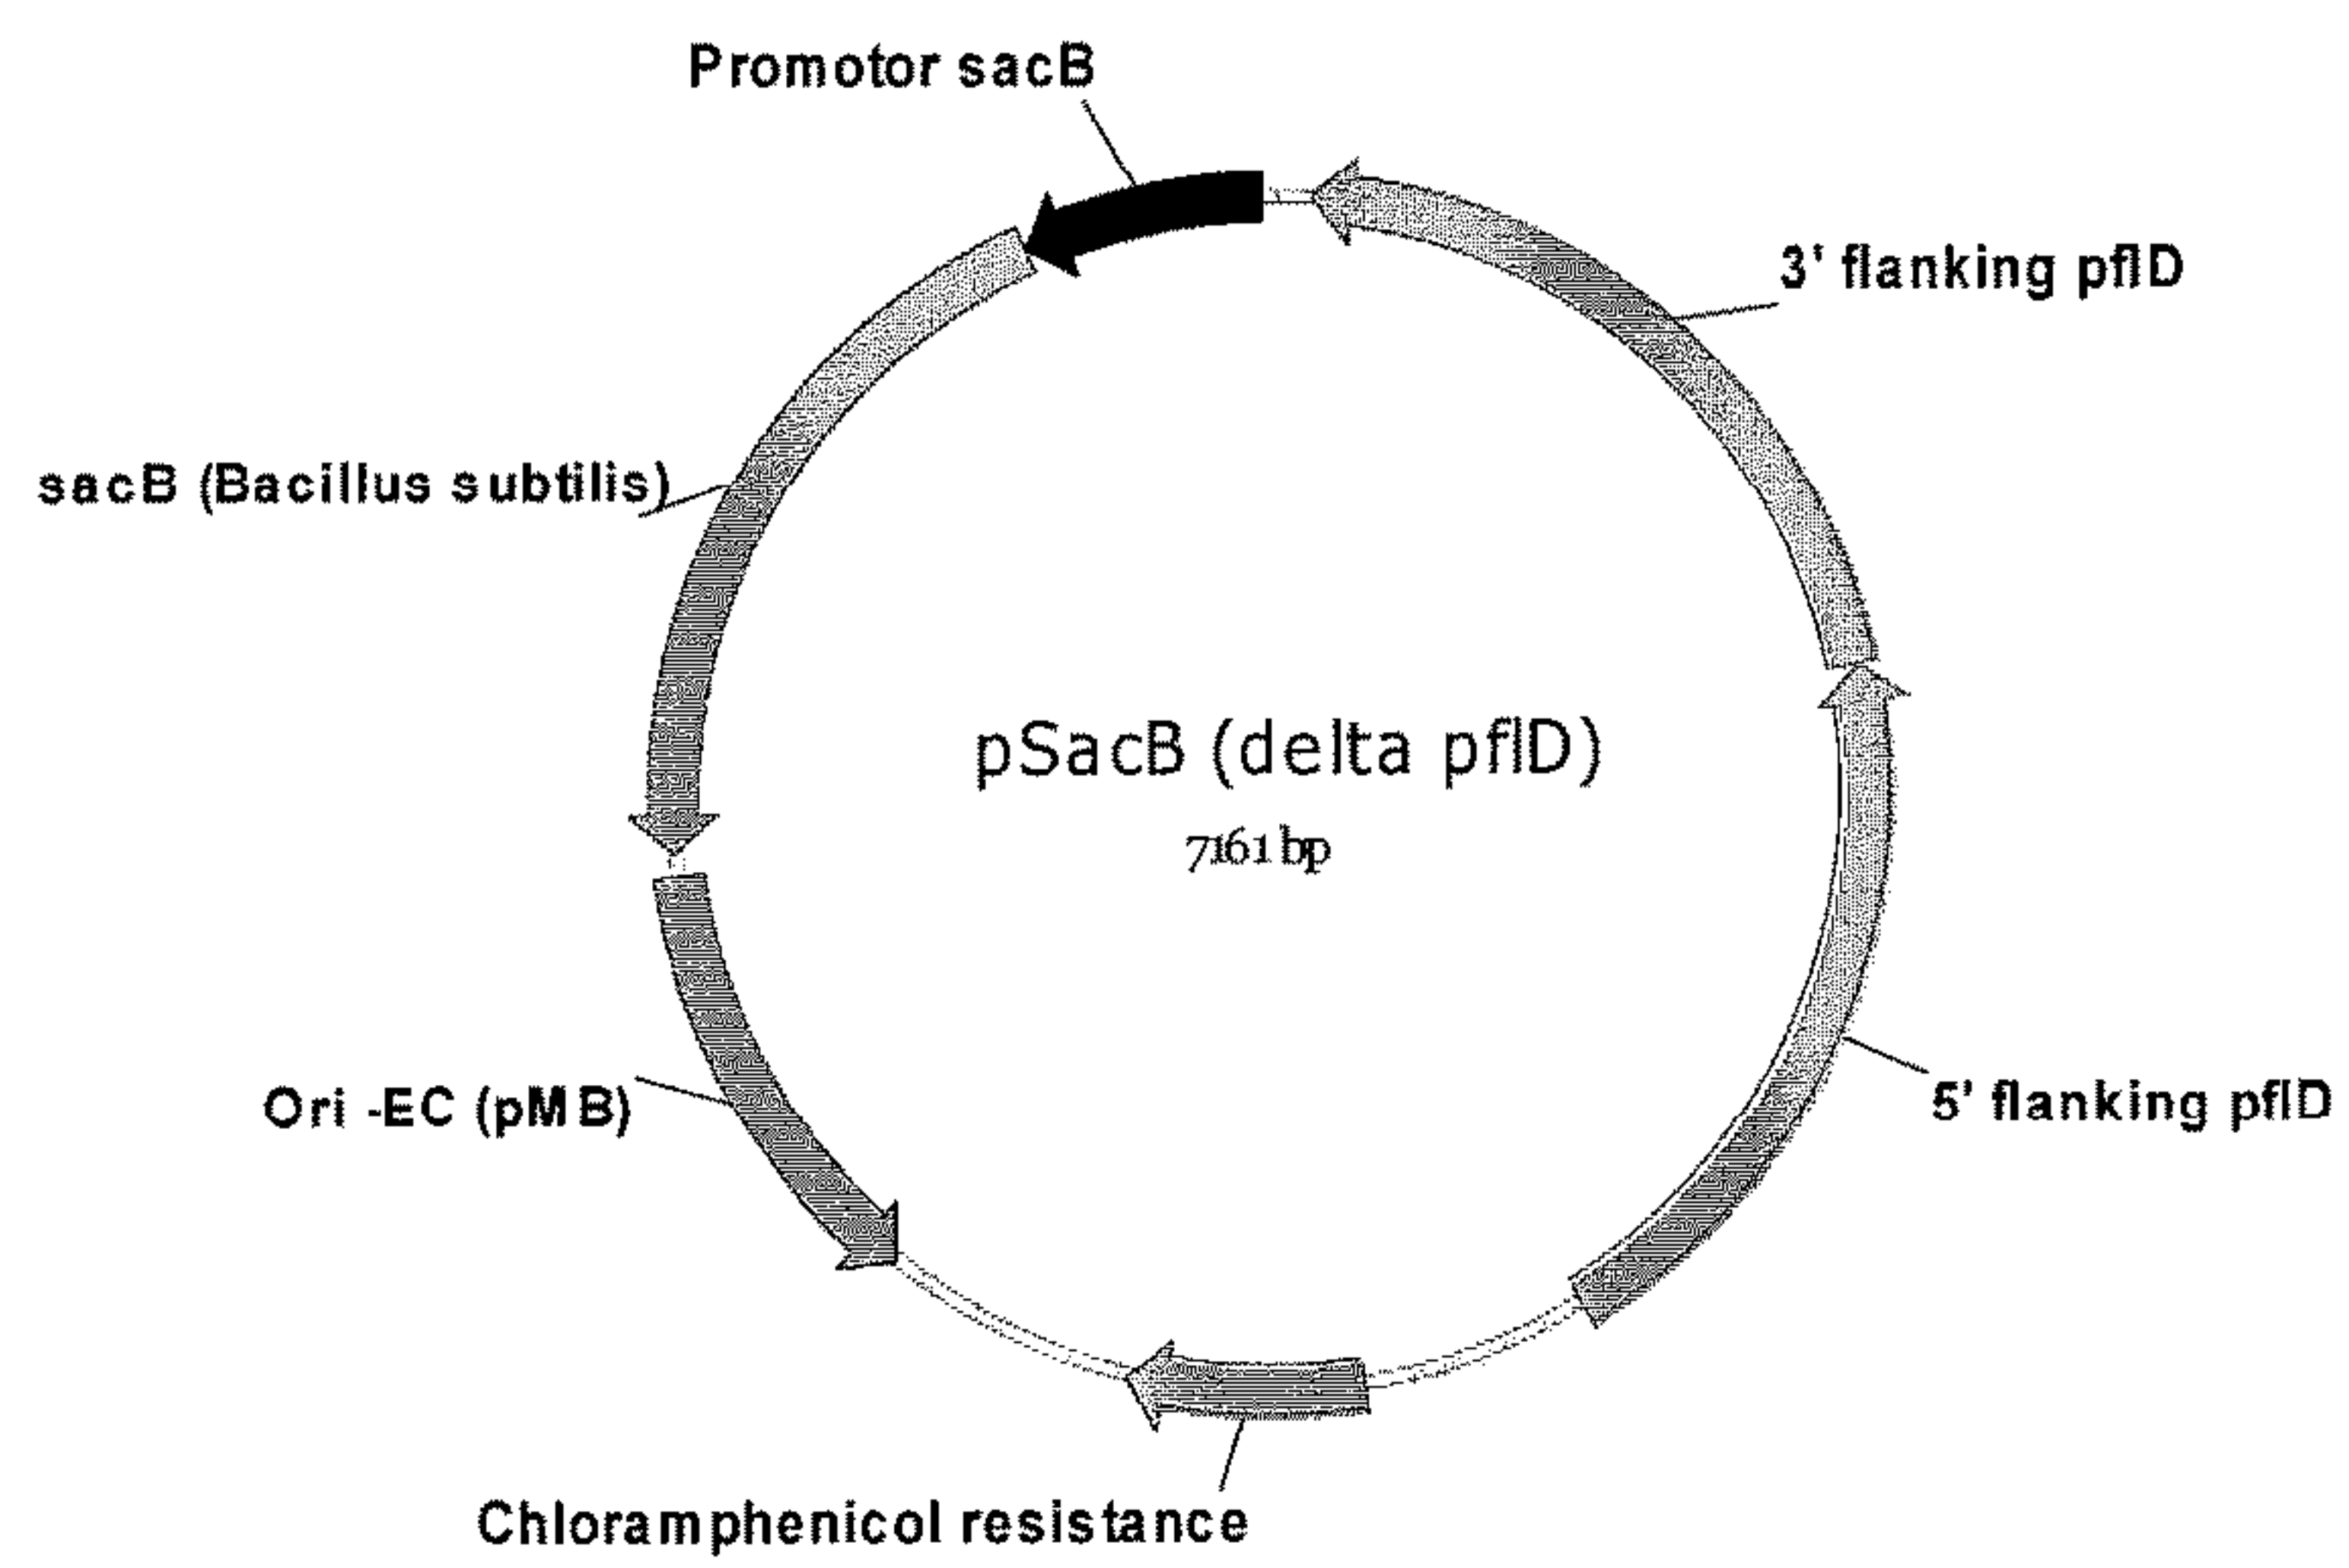 Promotor sacB
3' flanking pflD
sacB (Bacillus subtilis)
pSacB (delta pflD)
7161 bp
Ori -EC (pMB)
5' flanking pflD
Chloramphenicol resistance